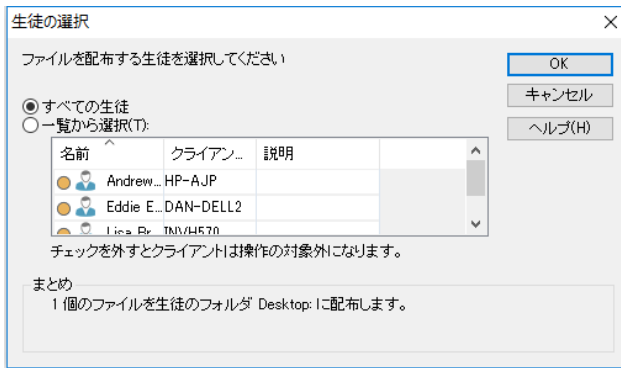 生徒の選択
ファイルを配布する生徒を選択してください
OK
キャンセル
ヘルプ(H)
すべての生徒
一覧から選択(T):
名前 クライアン... 説明
Andrew... HP-AJP
Eddie E... DAN-DELL2
Lisa Br... INVH570
チェックを外すとクライアントは操作の対象外になります。
まとめ
1 個のファイルを生徒のフォルダ Desktop: に配布します。